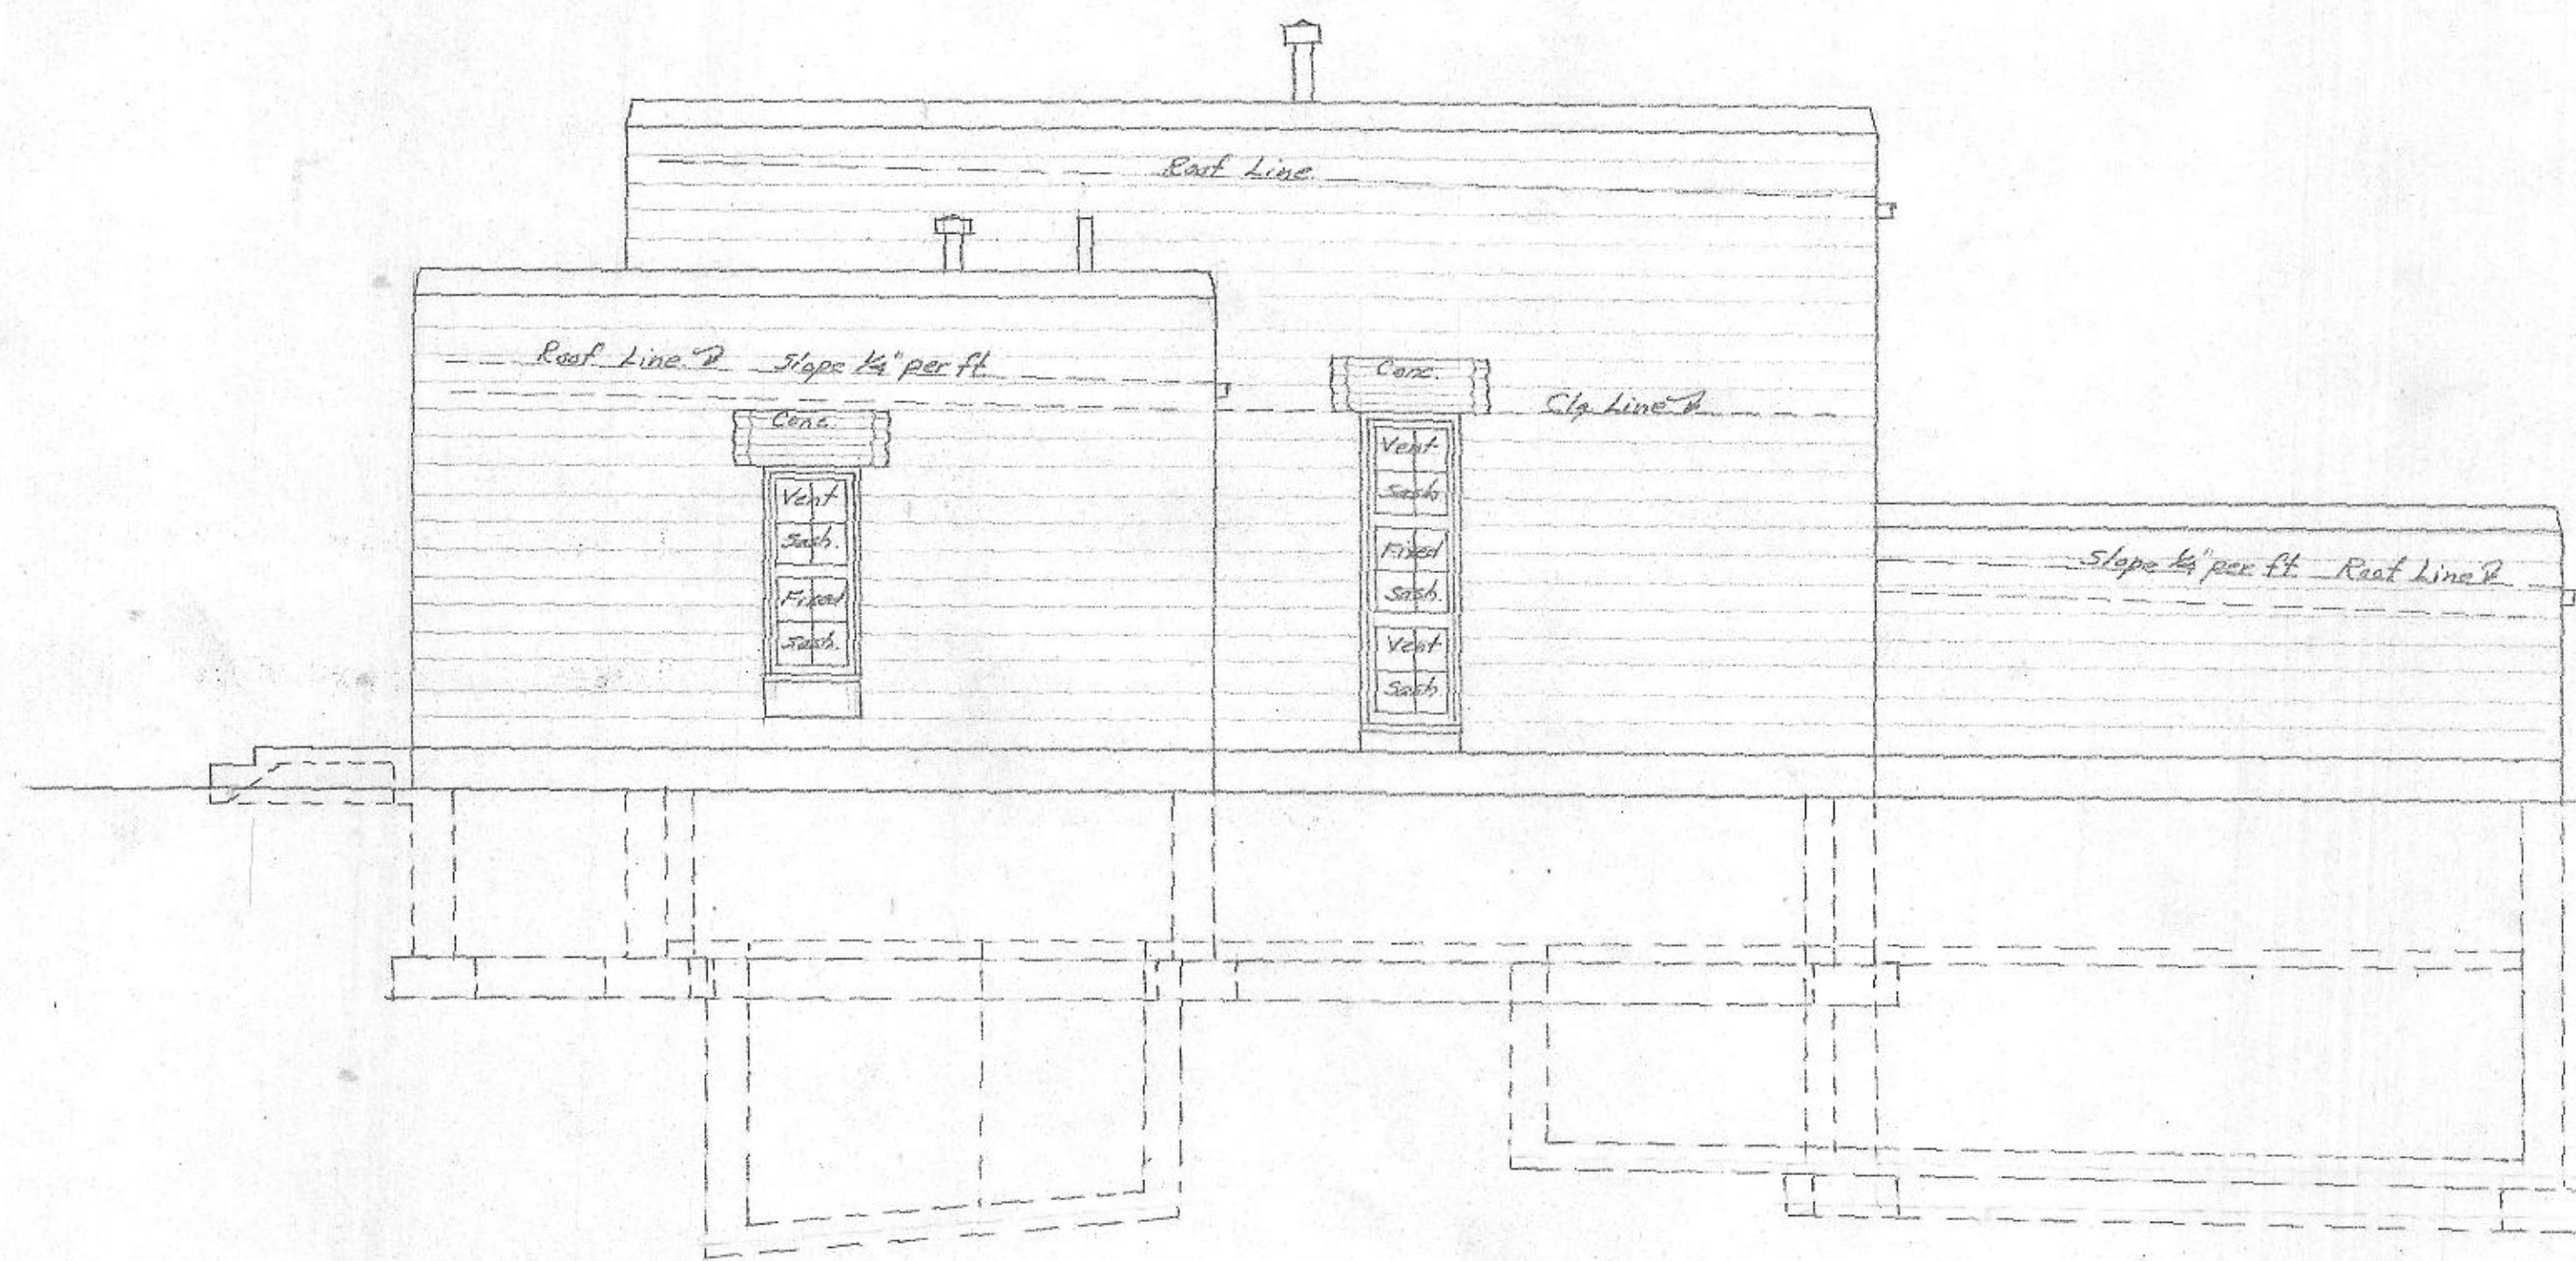 Roof Line
Roof Line Slope 1/4" per ft
Conc.
Clg. Line
Conc.
Vent
Sash
Fixed
Sash.
Vent
Sash
Vent
Sash.
Fixed
Sash.
Slope 1/4" per ft Roof Line